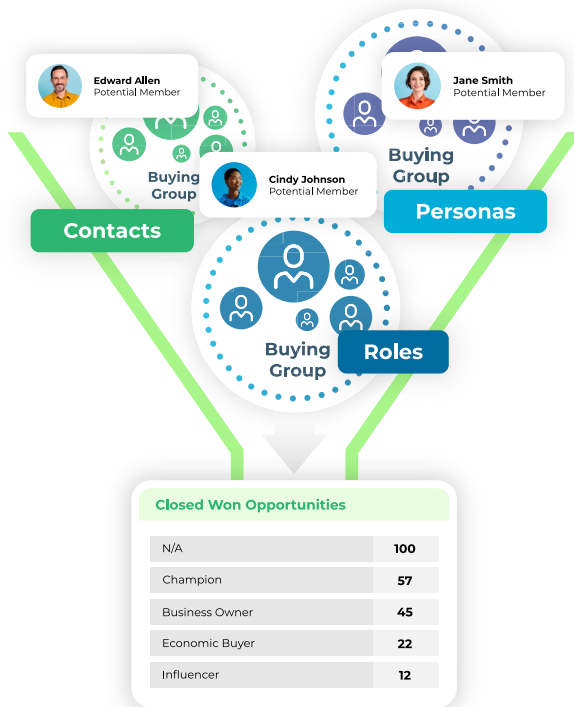 Edward Allen
Potential Member
Jane Smith
Potential Member
Buying
Group
Cindy Johnson
Potential Member
Buying
Group
Contacts
Personas
Buying
Group
Roles
Closed Won Opportunities
N/A 100
Champion 57
Business Owner 45
Economic Buyer 22
Influencer 12